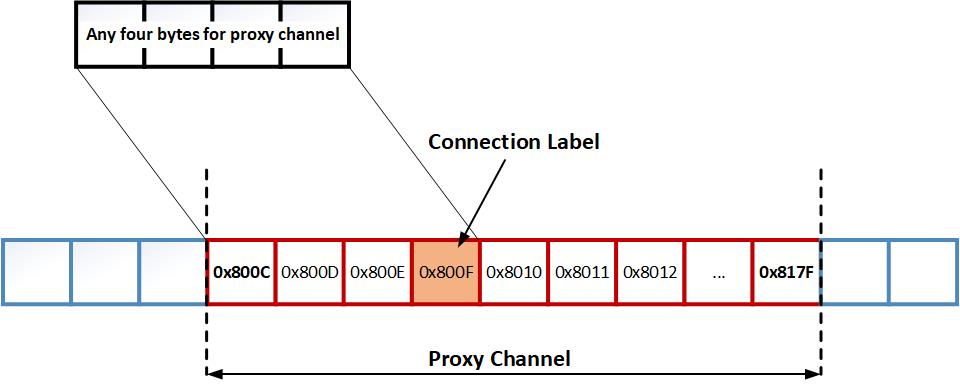 Any four bytes for proxy channel
Connection Label
0x800C 0x800D 0x800E 0x800F 0x8010 0x8011 0x8012 ... 0x817F
Proxy Channel